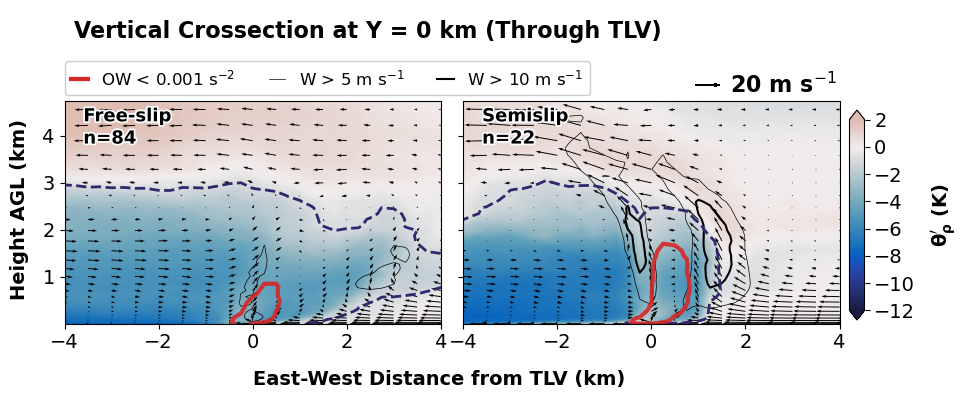 Vertical Crossection at Y = 0 km (Through TLV)
OW < 0.001 s⁻² W > 5 m s⁻¹ W > 10 m s⁻¹
20 m s⁻¹
Free-slip
n=84
Semislip
n=22
Height AGL (km)
4
3
2
1
−4 −2 0 2 4
−4 −2 0 2 4
East-West Distance from TLV (km)
2
0
−2
−4
−6
−8
−10
−12
θ′ρ (K)